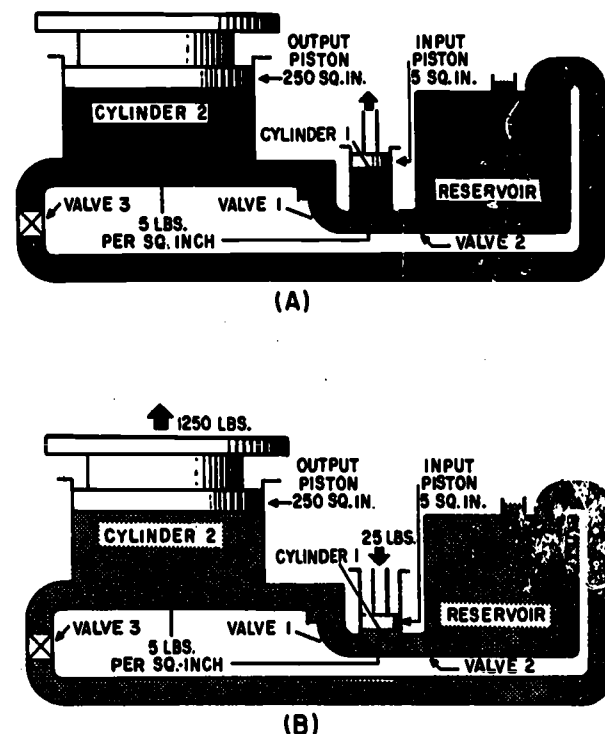 OUTPUT
PISTON
250 SQ. IN.
INPUT
PISTON
5 SQ. IN.
CYLINDER 2
CYLINDER 1
RESERVOIR
VALVE 3
5 LBS.
PER SQ. INCH
VALVE 1
VALVE 2
(A)
1250 LBS.
OUTPUT
PISTON
250 SQ. IN.
INPUT
PISTON
5 SQ. IN.
25 LBS.
CYLINDER 2
CYLINDER 1
RESERVOIR
VALVE 3
5 LBS.
PER SQ. INCH
VALVE 1
VALVE 2
(B)